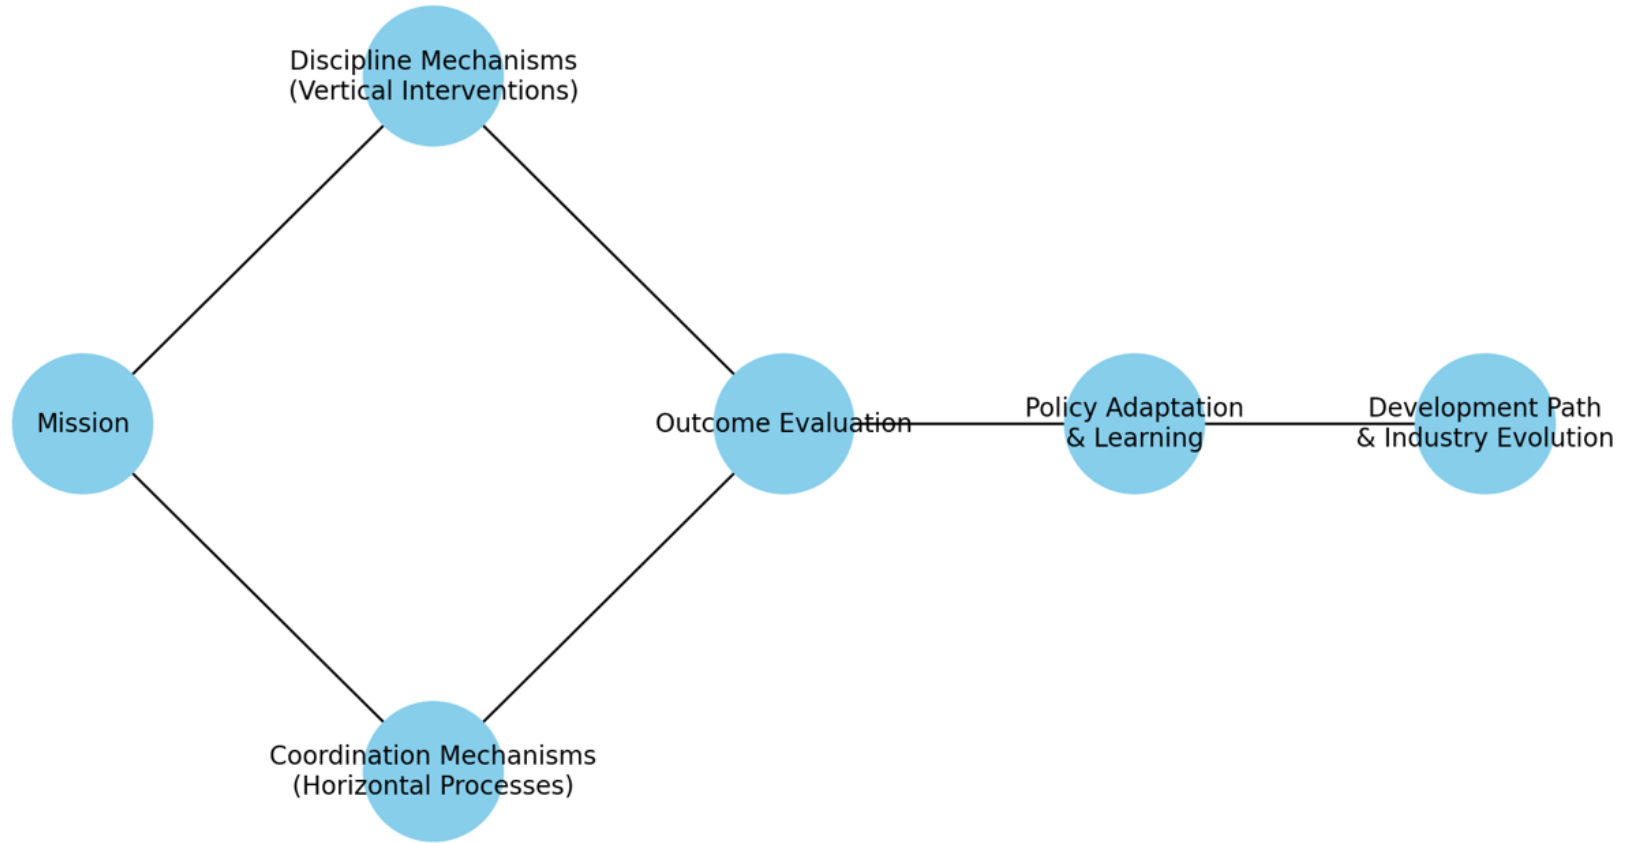 Discipline Mechanisms
(Vertical Interventions)
Mission
Outcome Evaluation
Policy Adaptation
& Learning
Development Path
& Industry Evolution
Coordination Mechanisms
(Horizontal Processes)